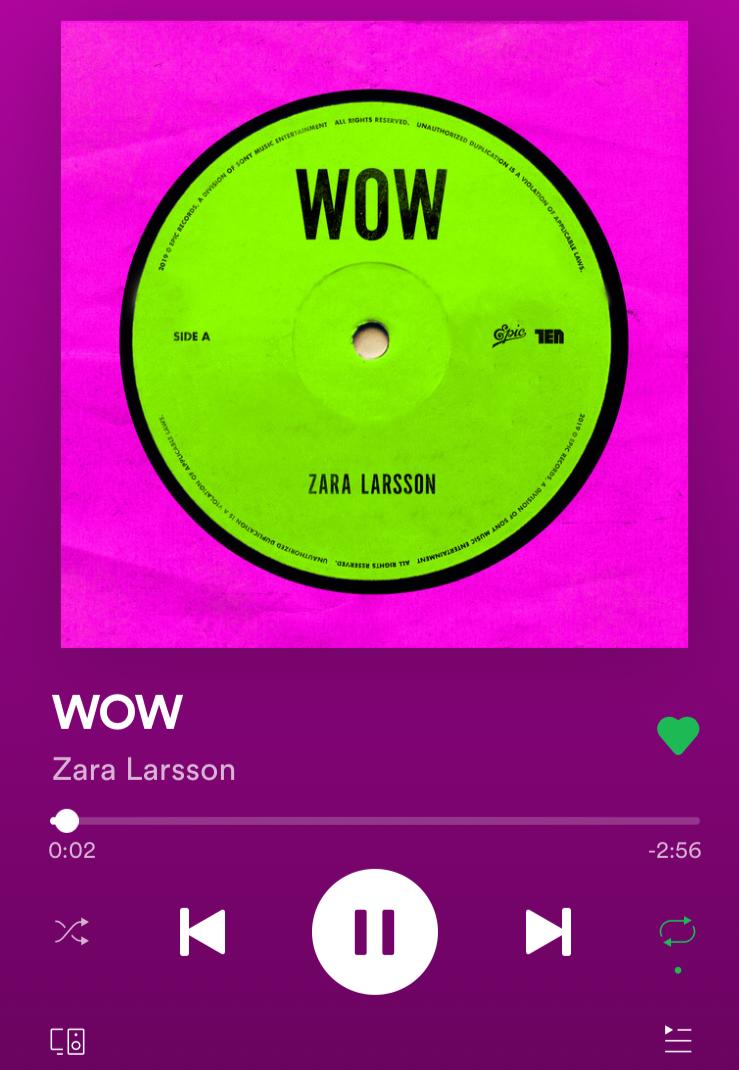 2019 © EPIC RECORDS, A DIVISION OF SONY MUSIC ENTERTAINMENT ALL RIGHTS RESERVED. UNAUTHORIZED DUPLICATION IS A VIOLATION OF APPLICABLE LAWS.
WOW
SIDE A
Epic TEN
ZARA LARSSON
2019 © EPIC RECORDS, A DIVISION OF SONY MUSIC ENTERTAINMENT ALL RIGHTS RESERVED. UNAUTHORIZED DUPLICATION IS A VIOLATION OF APPLICABLE LAWS.
WOW
Zara Larsson
0:02 -2:56